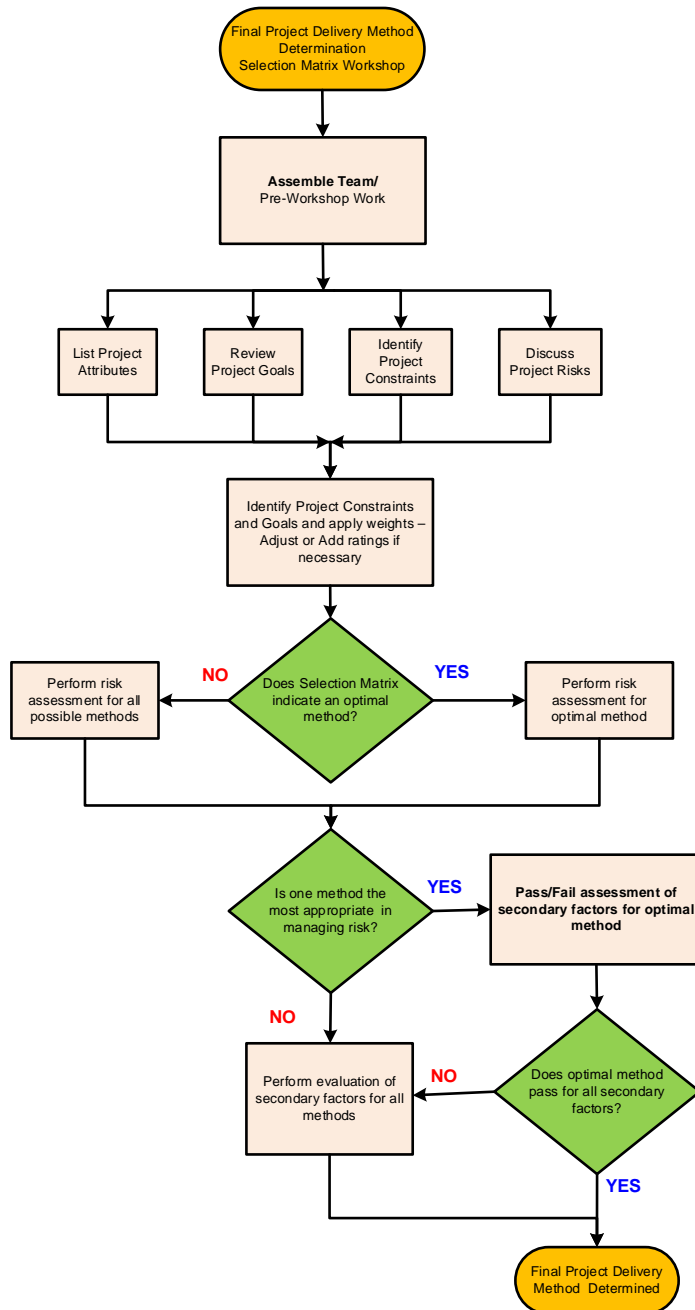 Final Project Delivery Method
Determination
Selection Matrix Workshop
Assemble Team/
Pre-Workshop Work
List Project
Attributes
Review
Project Goals
Identify
Project
Constraints
Discuss
Project Risks
Identify Project Constraints
and Goals and apply weights –
Adjust or Add ratings if
necessary
NO
YES
Perform risk
assessment for all
possible methods
Does Selection Matrix
indicate an optimal
method?
Perform risk
assessment for
optimal method
Is one method the
most appropriate in
managing risk?
YES
Pass/Fail assessment of
secondary factors for optimal
method
NO
Perform evaluation of
secondary factors for all
methods
NO
Does optimal method
pass for all secondary
factors?
YES
Final Project Delivery
Method Determined